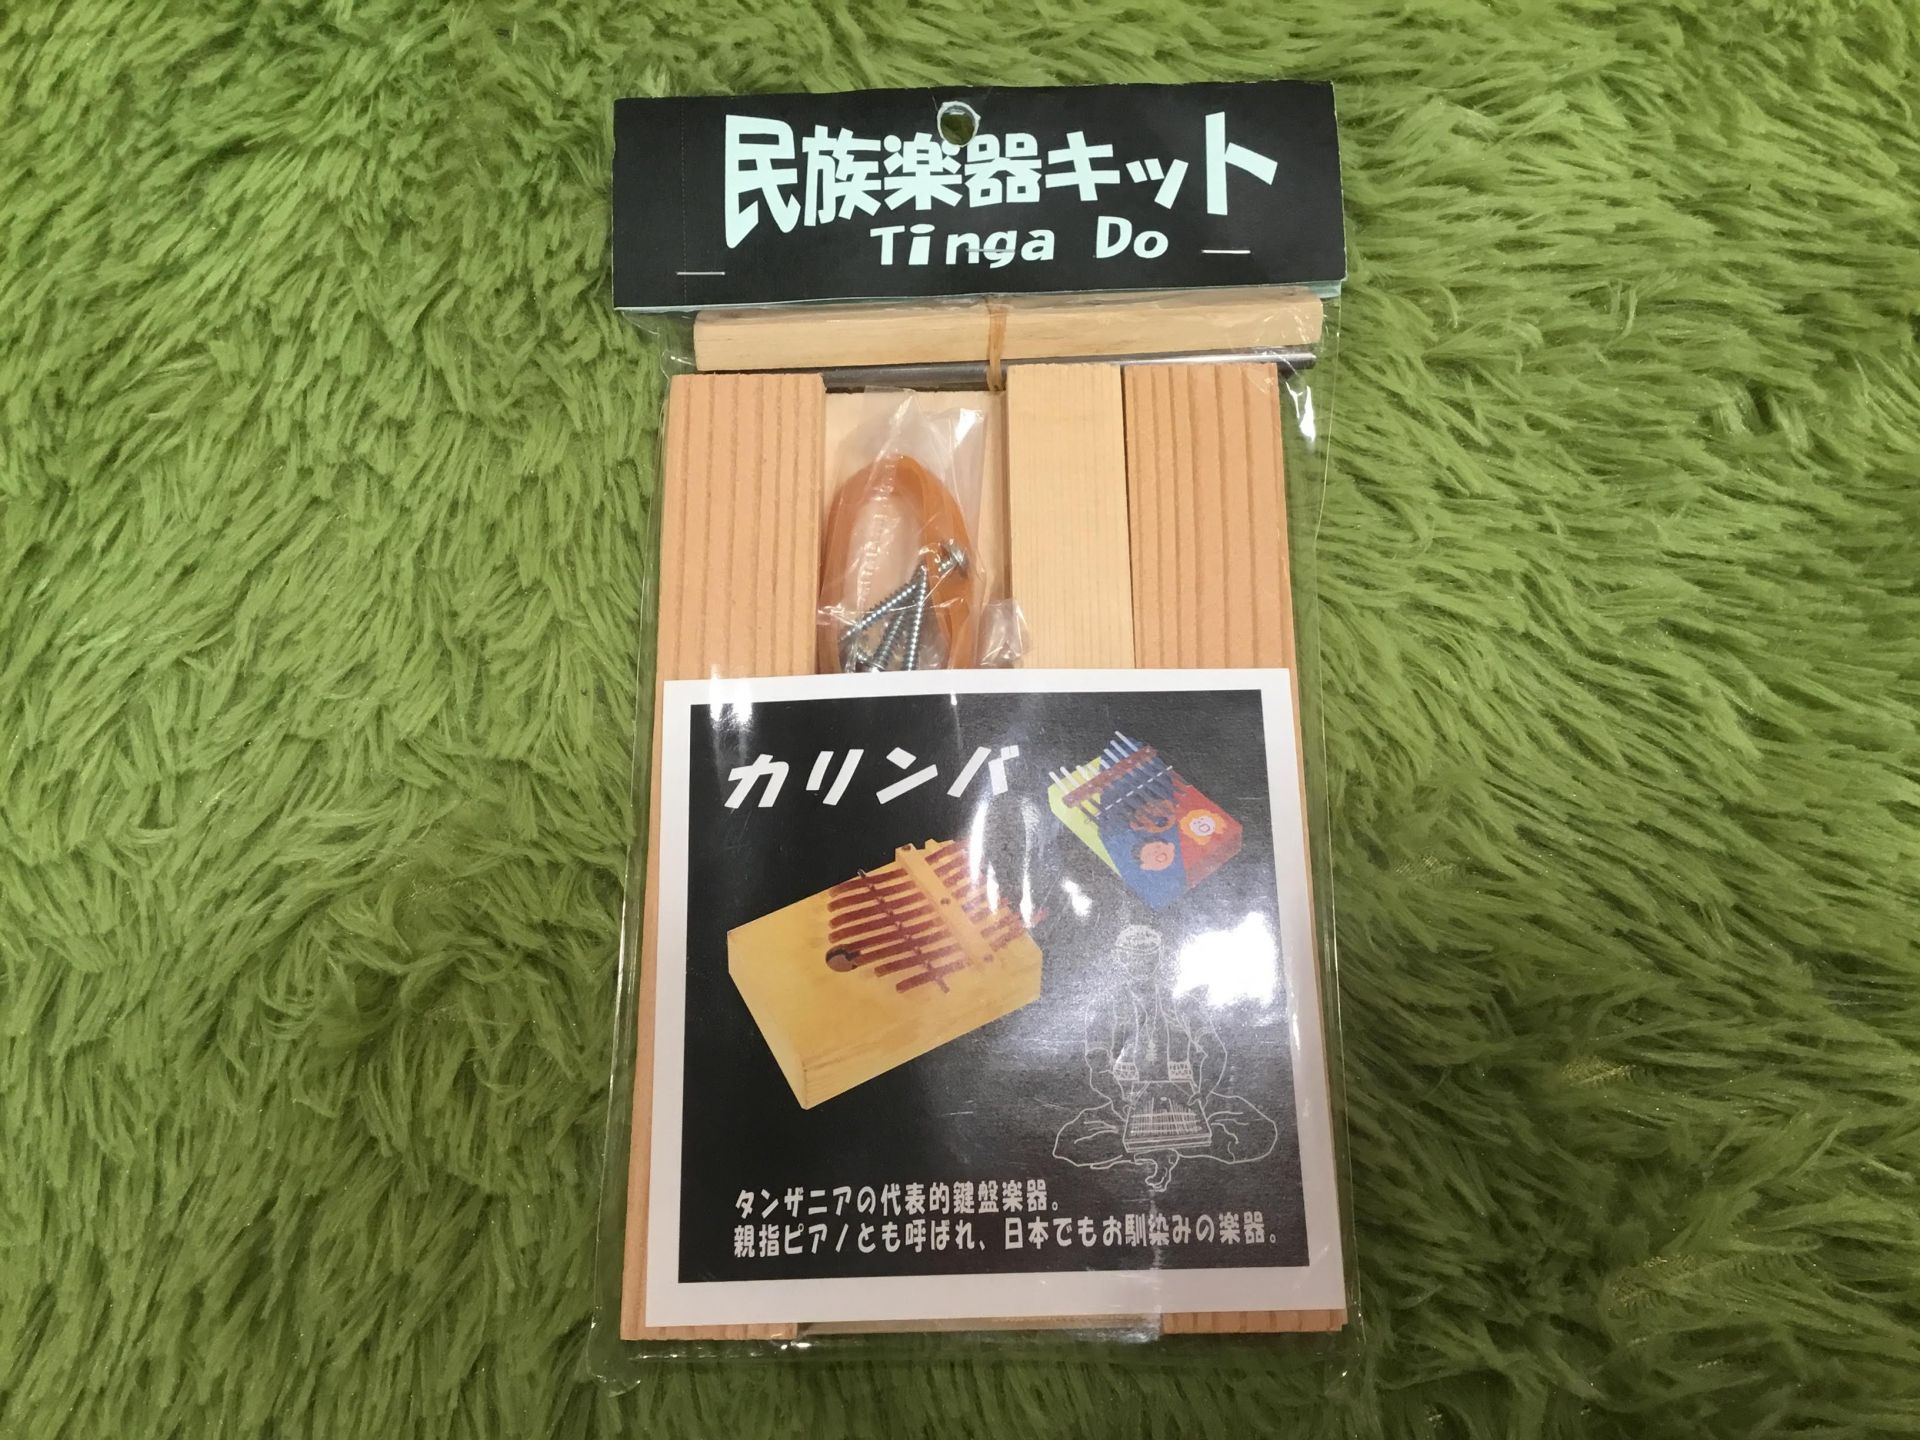 民族楽器キット
Tinga Do
カリンバ
タンザニアの代表的鍵盤楽器。
親指ピアノとも呼ばれ、日本でもお馴染みの楽器。